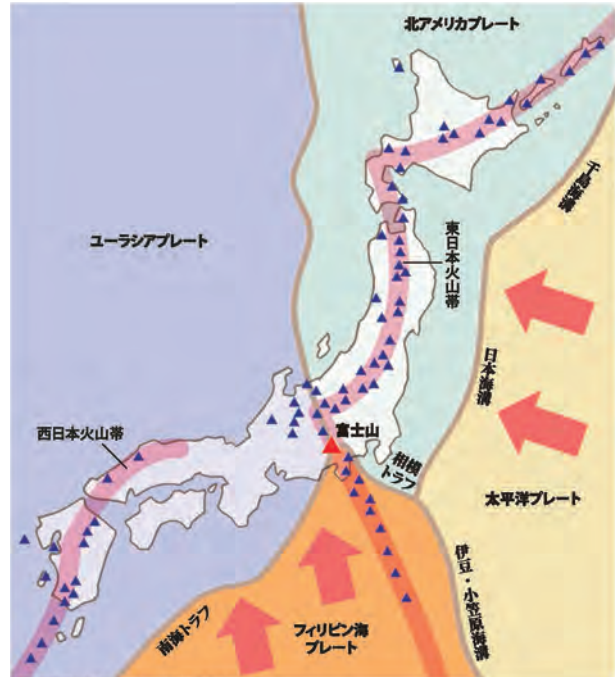 北アメリカプレート
千島海溝
ユーラシアプレート
東日本火山帯
日本海溝
西日本火山帯
富士山
相模
トラフ
太平洋プレート
伊豆・小笠原海溝
南海トラフ
フィリピン海
プレート